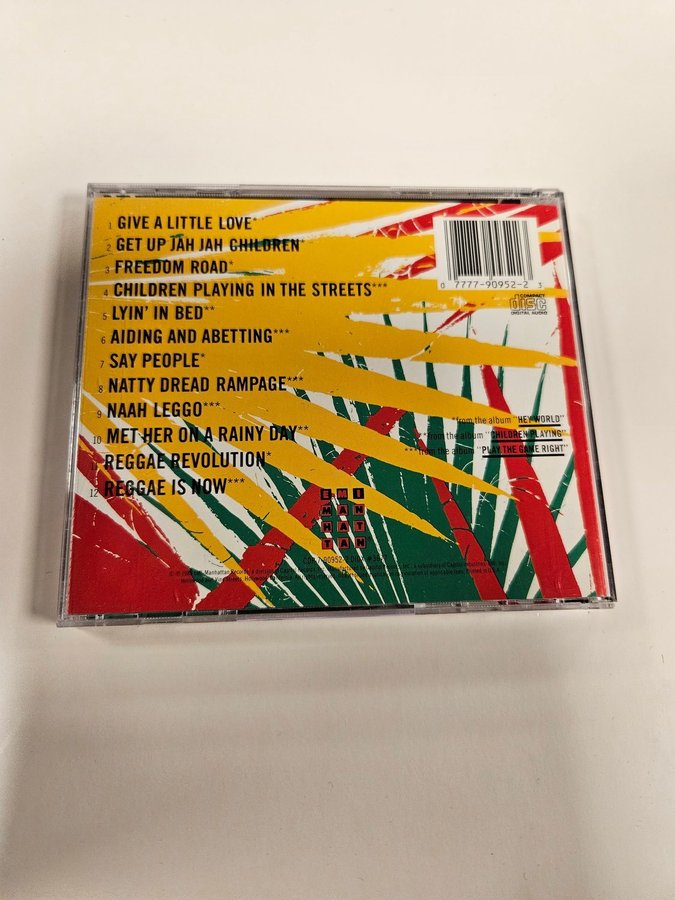 1 GIVE A LITTLE LOVE*
2 GET UP JAH JAH CHILDREN*
3 FREEDOM ROAD*
4 CHILDREN PLAYING IN THE STREETS***
5 LYIN' IN BED**
6 AIDING AND ABETTING***
7 SAY PEOPLE*
8 NATTY DREAD RAMPAGE***
9 NAAH LEGGO***
10 MET HER ON A RAINY DAY**
11 REGGAE REVOLUTION*
12 REGGAE IS NOW***
0 77779-0952-2 3
COMPACT
disc
DIGITAL AUDIO
*from the album "HEY WORLD"
**from the album "CHILDREN PLAYING"
***from the album "PLAY THE GAME RIGHT"
EMI
MAN
HAT
TAN